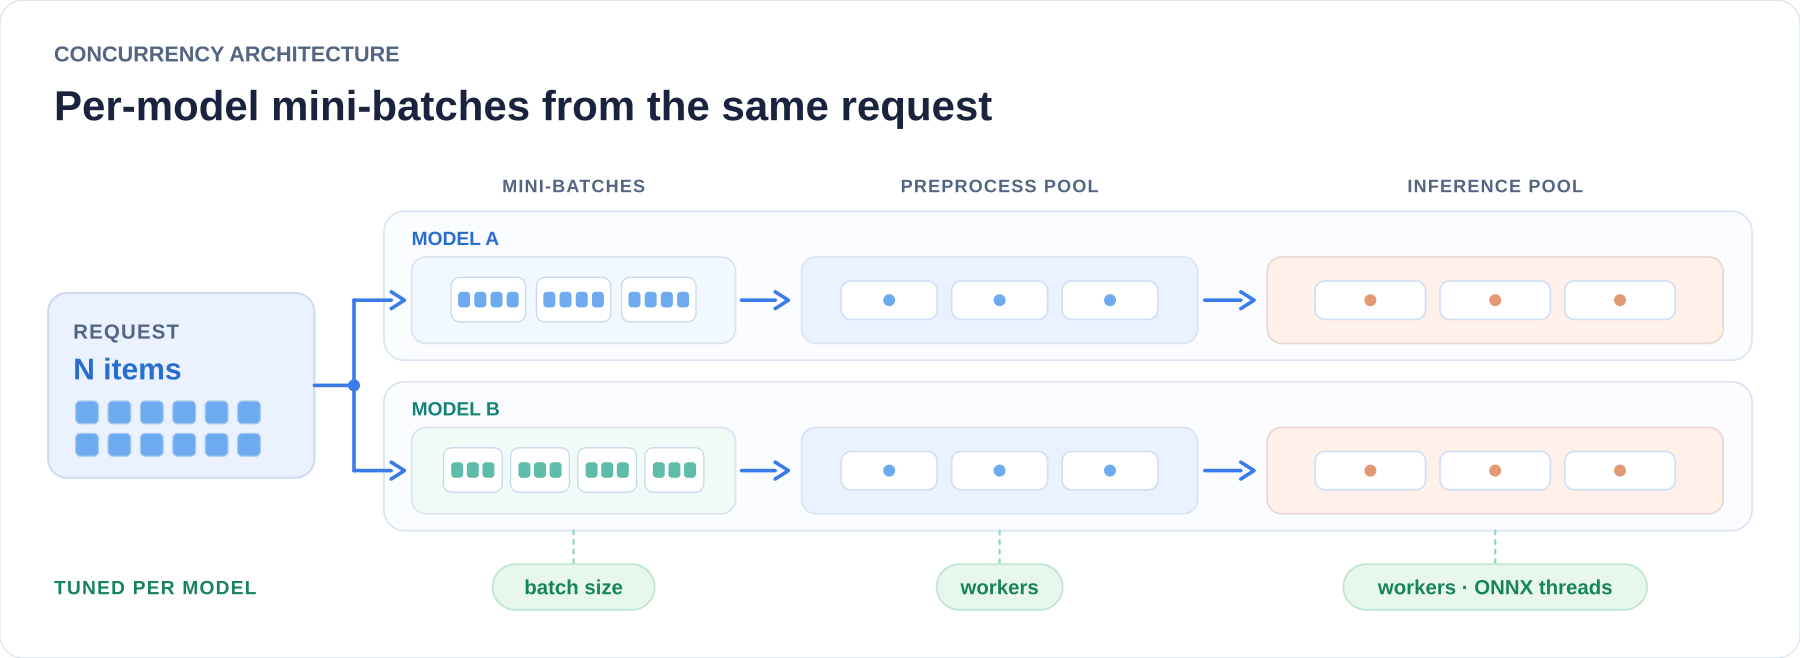 CONCURRENCY ARCHITECTURE
Per-model mini-batches from the same request
MINI-BATCHES
PREPROCESS POOL
INFERENCE POOL
MODEL A
REQUEST
N items
MODEL B
TUNED PER MODEL
batch size
workers
workers · ONNX threads